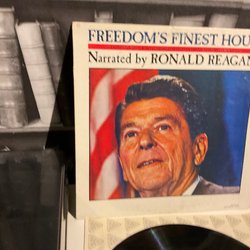 FREEDOM'S FINEST HOU
Narrated by RONALD REAGAN